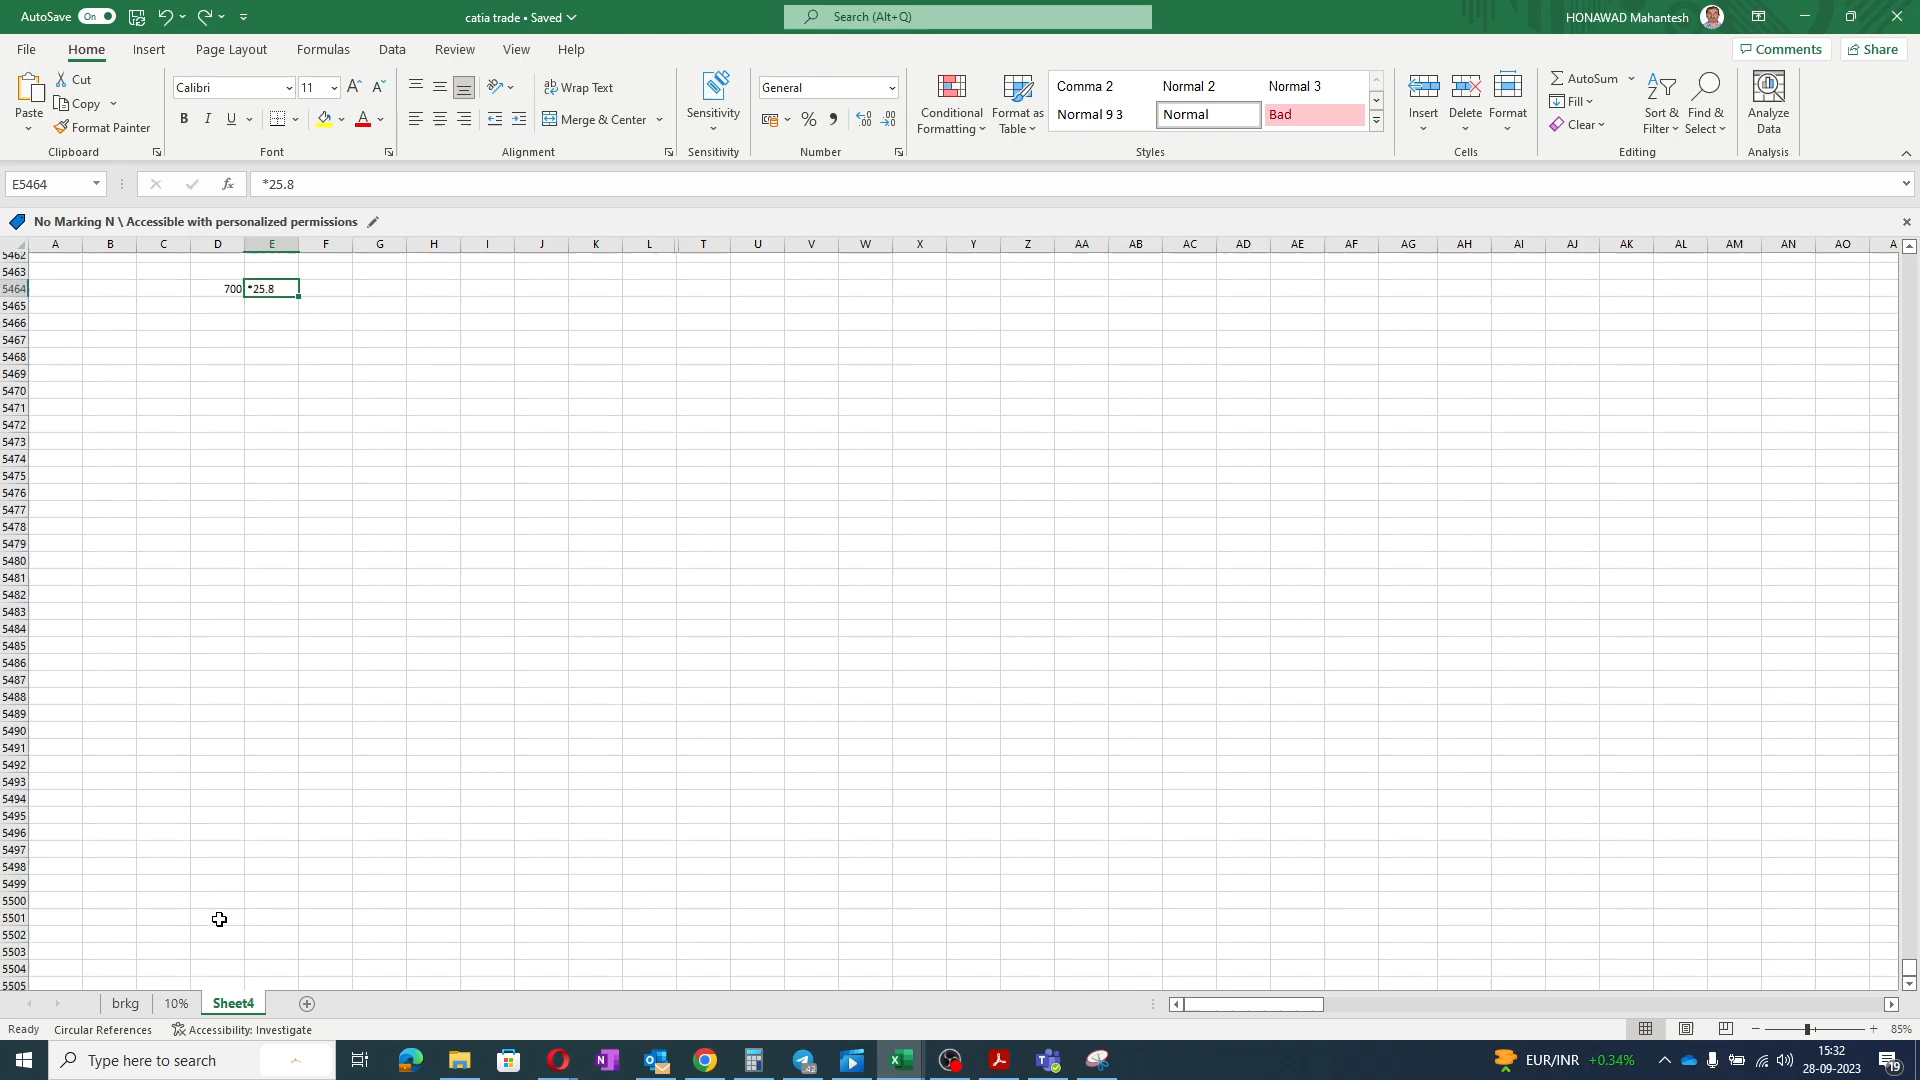 AutoSave On catia trade • Saved Search (Alt+Q) HONAWAD Mahantesh
File Home Insert Page Layout Formulas Data Review View Help Comments Share
Paste Cut Copy Format Painter Clipboard
Calibri 11 B I U Font
Wrap Text Merge & Center Alignment
Sensitivity Sensitivity
General Number
Conditional Formatting Format as Table
Comma 2 Normal 2 Normal 3
Normal 9 3 Normal Bad
Styles
Insert Delete Format Cells
AutoSum Fill Clear Sort & Filter Find & Select Editing
Analyze Data Analysis
E5464 fx *25.8
No Marking N \ Accessible with personalized permissions
A B C D E F G H I J K L T U V W X Y Z AA AB AC AD AE AF AG AH AI AJ AK AL AM AN AO A
5462
5463
5464 700 *25.8
5465
5466
5467
5468
5469
5470
5471
5472
5473
5474
5475
5476
5477
5478
5479
5480
5481
5482
5483
5484
5485
5486
5487
5488
5489
5490
5491
5492
5493
5494
5495
5496
5497
5498
5499
5500
5501
5502
5503
5504
5505
brkg 10% Sheet4
Ready Circular References Accessibility: Investigate 85%
Type here to search EUR/INR +0.34% 15:32
28-09-2023 19